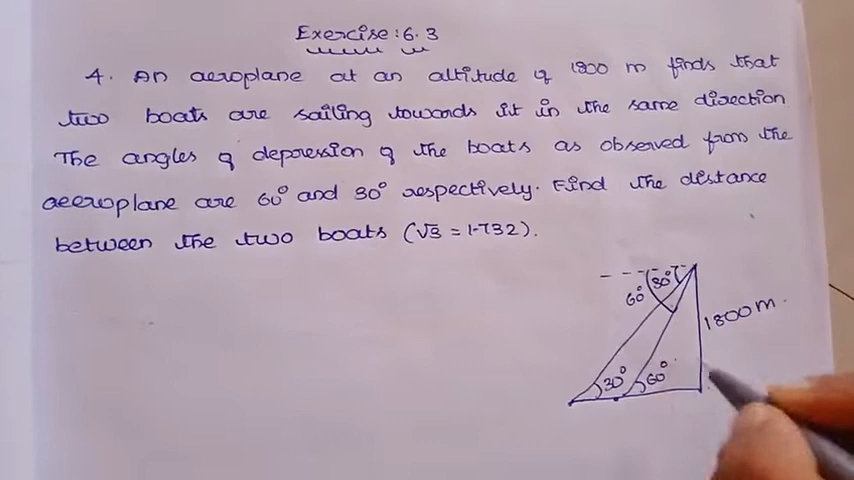 Exercise: 6.3
4. An aeroplane at an altitude of 1800 m finds that
two boats are sailing towards it in the same direction
The angles of depression of the boats as observed from the
aeeroplane are 60° and 30° respectively. Find the distance
between the two boats (√3 = 1.732).
30°
60°
1800 m.
30° 60°